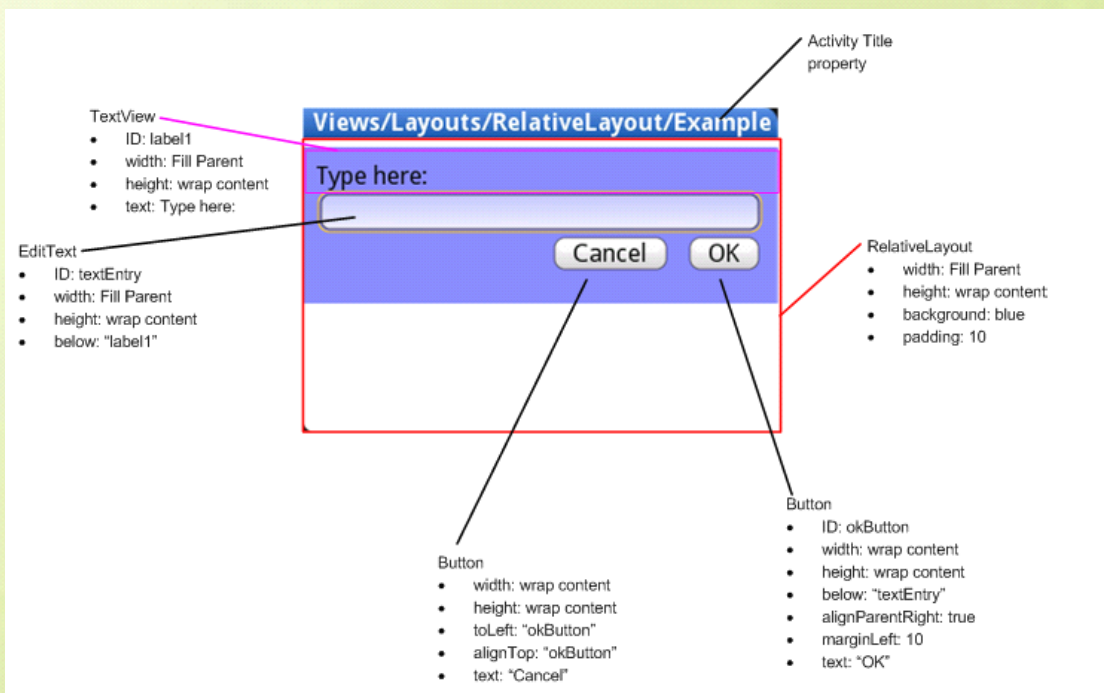 Activity Title
property
TextView
• ID: label1
• width: Fill Parent
• height: wrap content
• text: Type here:
Views/Layouts/RelativeLayout/Example
Type here:
Cancel
OK
EditText
• ID: textEntry
• width: Fill Parent
• height: wrap content
• below: “label1”
RelativeLayout
• width: Fill Parent
• height: wrap content
• background: blue
• padding: 10
Button
• width: wrap content
• height: wrap content
• toLeft: “okButton”
• alignTop: “okButton”
• text: “Cancel”
Button
• ID: okButton
• width: wrap content
• height: wrap content
• below: “textEntry”
• alignParentRight: true
• marginLeft: 10
• text: “OK”